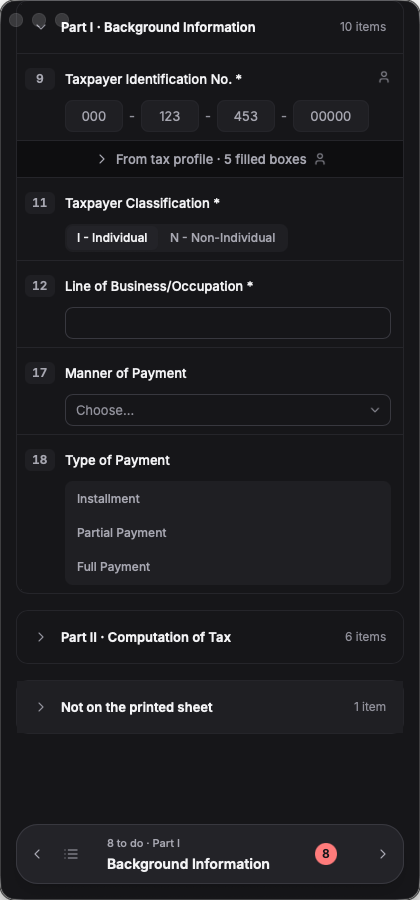 Part I · Background Information 10 items
9 Taxpayer Identification No. *
000 - 123 - 453 - 00000
From tax profile · 5 filled boxes
11 Taxpayer Classification *
I - Individual N - Non-Individual
12 Line of Business/Occupation *
17 Manner of Payment
Choose...
18 Type of Payment
Installment
Partial Payment
Full Payment
Part II · Computation of Tax 6 items
Not on the printed sheet 1 item
8 to do · Part I
Background Information 8